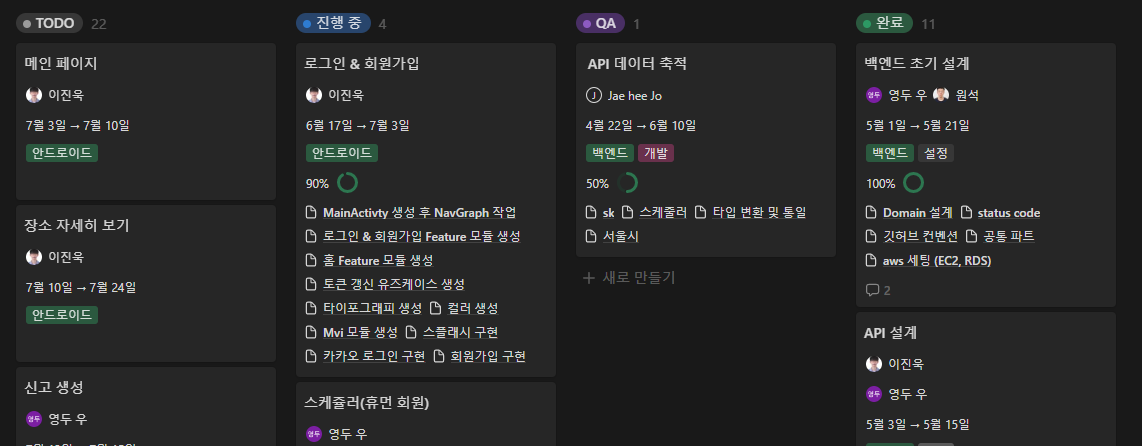 TODO 22
메인 페이지
이진욱
7월 3일 → 7월 10일
안드로이드
장소 자세히 보기
이진욱
7월 10일 → 7월 24일
안드로이드
신고 생성
영두 우
진행 중 4
로그인 & 회원가입
이진욱
6월 17일 → 7월 3일
안드로이드
90%
MainActivty 생성 후 NavGraph 작업
로그인 & 회원가입 Feature 모듈 생성
홈 Feature 모듈 생성
토큰 갱신 유즈케이스 생성
타이포그래피 생성 컬러 생성
Mvi 모듈 생성 스플래시 구현
카카오 로그인 구현 회원가입 구현
스케쥴러(휴먼 회원)
영두 우
QA 1
API 데이터 축적
J Jae hee Jo
4월 22일 → 6월 10일
백엔드 개발
50%
sk 스케줄러 타입 변환 및 통일
서울시
+ 새로 만들기
완료 11
백엔드 초기 설계
영두 영두 우 원석
5월 1일 → 5월 21일
백엔드 설정
100%
Domain 설계 status code
깃허브 컨벤션 공통 파트
aws 세팅 (EC2, RDS)
2
API 설계
이진욱
영두 영두 우
5월 3일 → 5월 15일